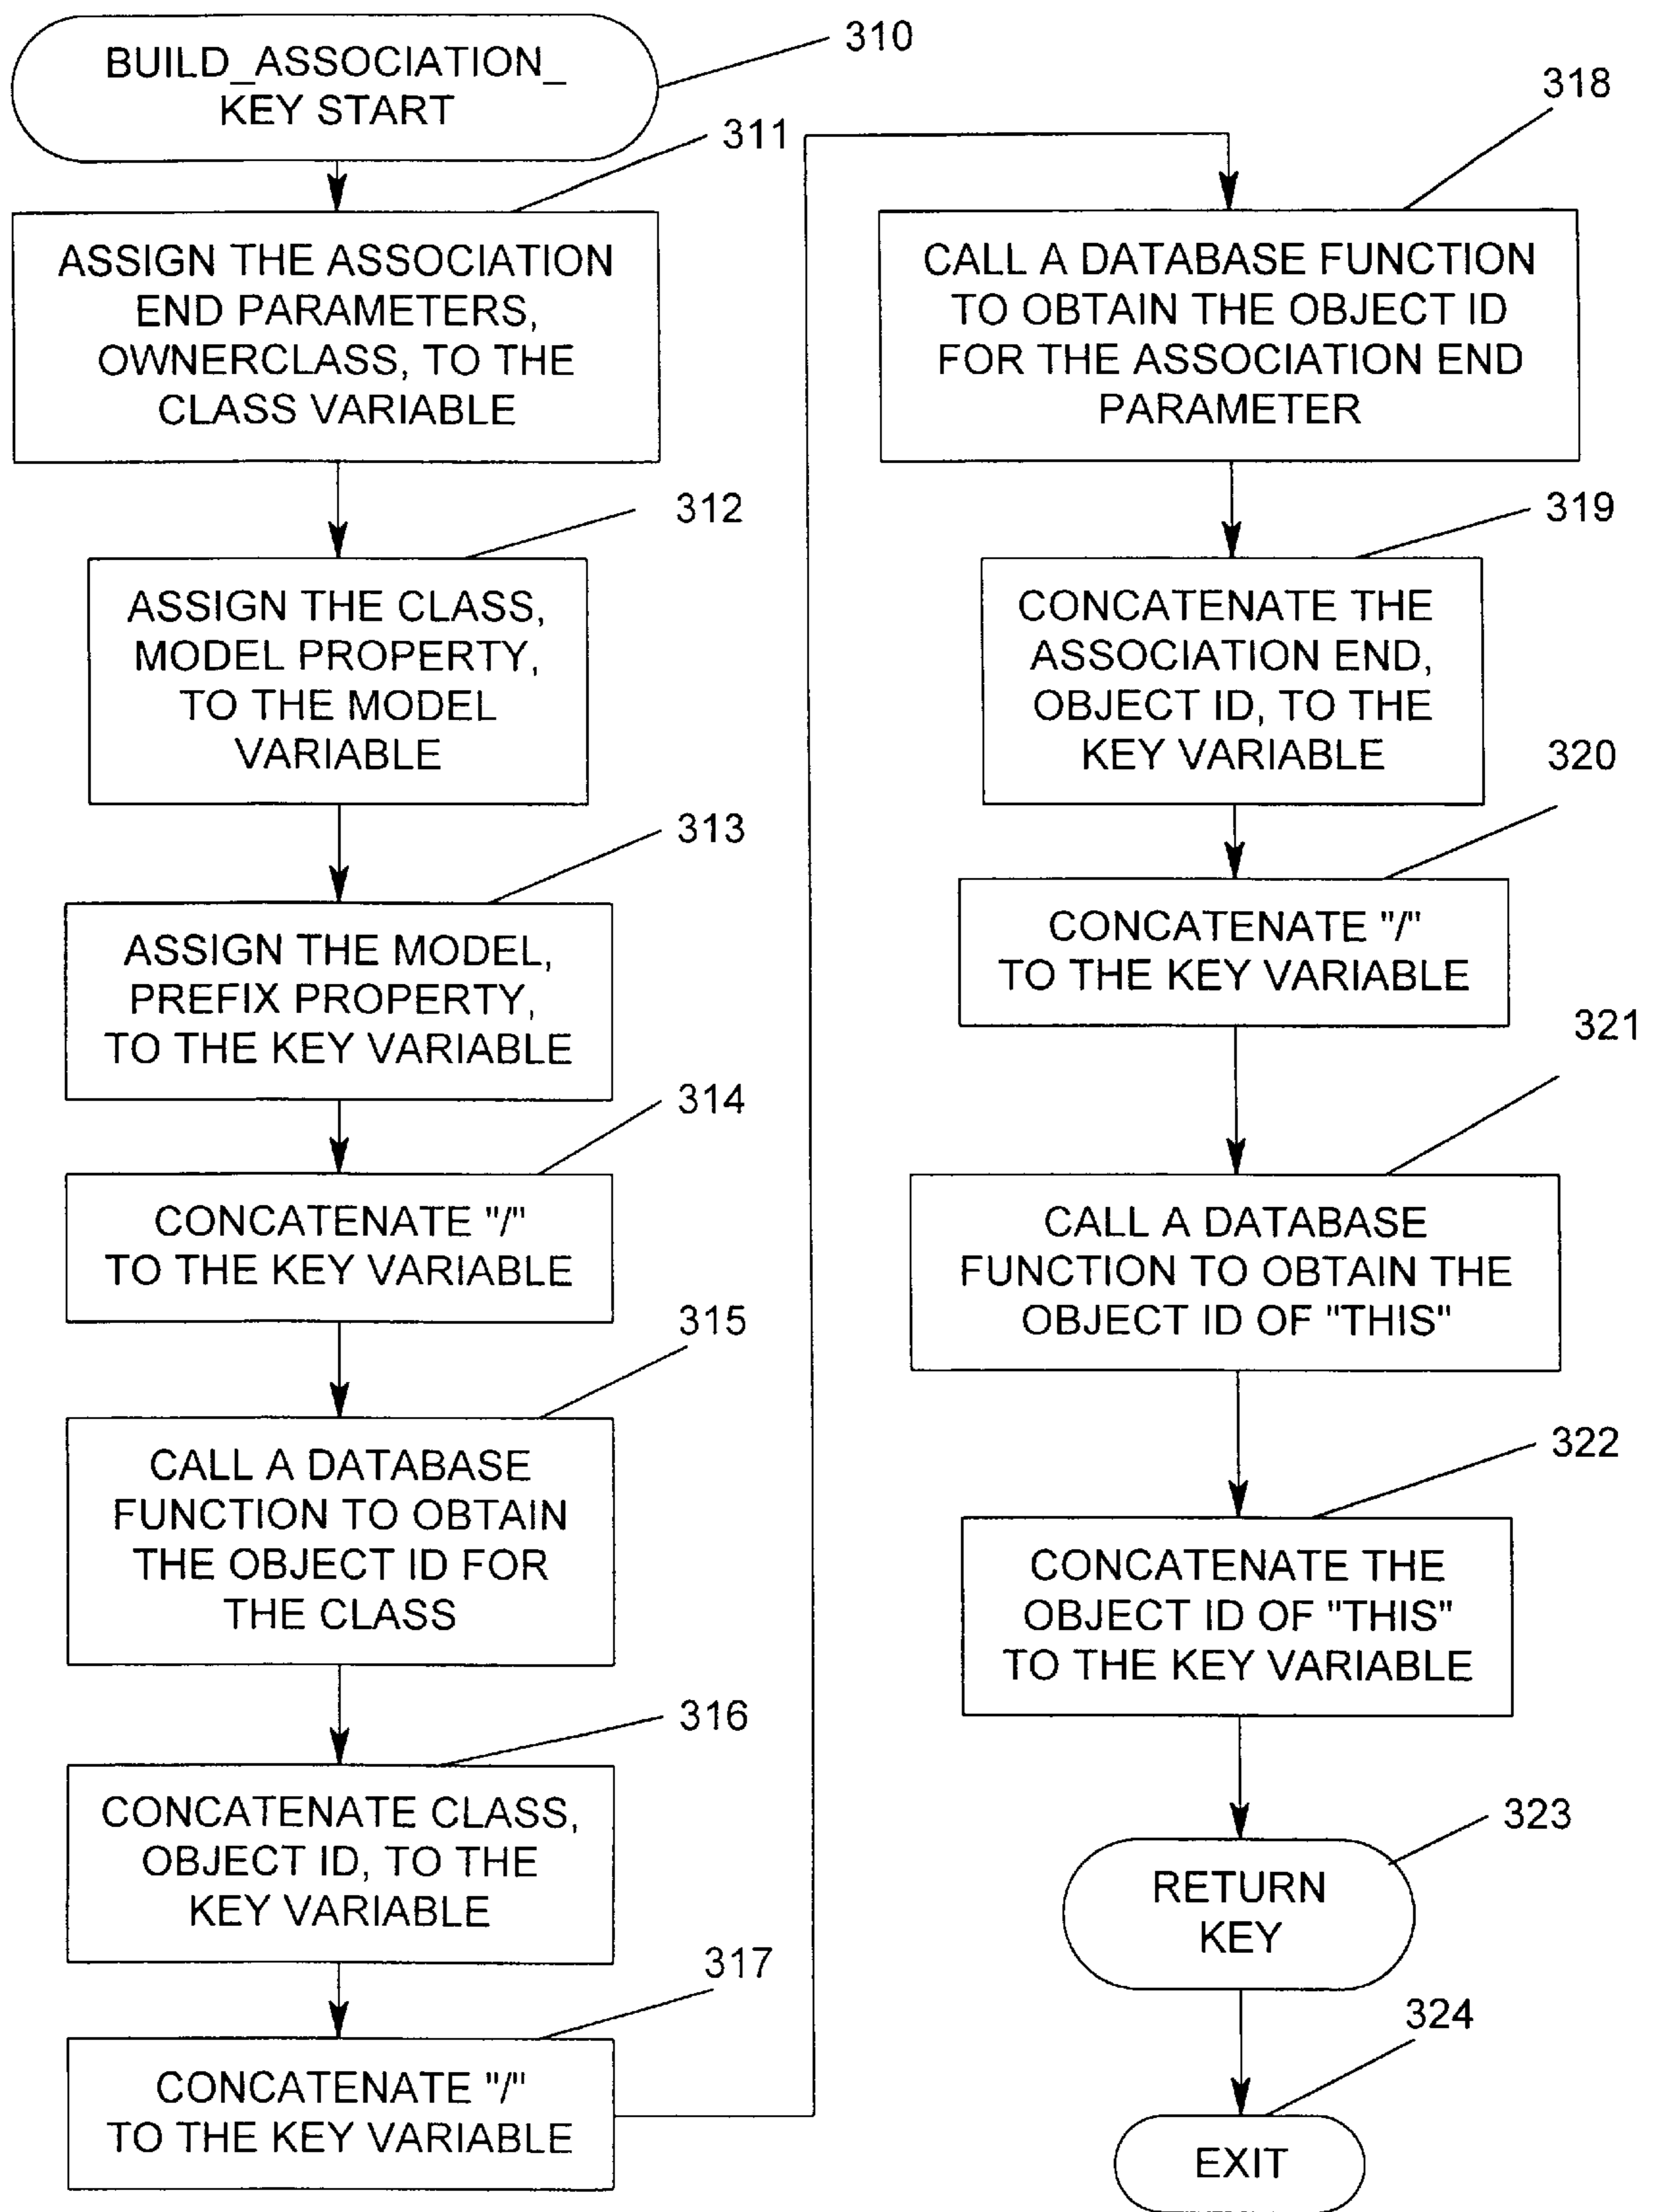 BUILD_ASSOCIATION_
KEY START
310
311
ASSIGN THE ASSOCIATION
END PARAMETERS,
OWNERCLASS, TO THE
CLASS VARIABLE
312
ASSIGN THE CLASS,
MODEL PROPERTY,
TO THE MODEL
VARIABLE
313
ASSIGN THE MODEL,
PREFIX PROPERTY,
TO THE KEY VARIABLE
314
CONCATENATE "/"
TO THE KEY VARIABLE
315
CALL A DATABASE
FUNCTION TO OBTAIN
THE OBJECT ID FOR
THE CLASS
316
CONCATENATE CLASS,
OBJECT ID, TO THE
KEY VARIABLE
317
CONCATENATE "/"
TO THE KEY VARIABLE
318
CALL A DATABASE FUNCTION
TO OBTAIN THE OBJECT ID
FOR THE ASSOCIATION END
PARAMETER
319
CONCATENATE THE
ASSOCIATION END,
OBJECT ID, TO THE
KEY VARIABLE
320
CONCATENATE "/"
TO THE KEY VARIABLE
321
CALL A DATABASE
FUNCTION TO OBTAIN THE
OBJECT ID OF "THIS"
322
CONCATENATE THE
OBJECT ID OF "THIS"
TO THE KEY VARIABLE
323
RETURN
KEY
324
EXIT